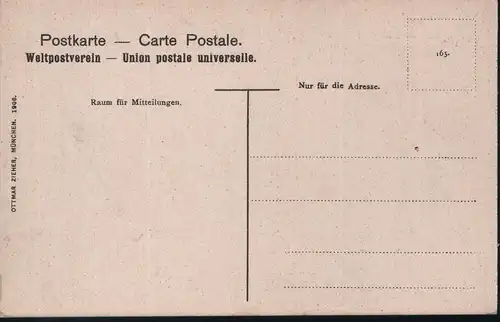 Postkarte — Carte Postale.
Weltpostverein — Union postale universelle.
163.
Nur für die Adresse.
Raum für Mitteilungen.
OTTMAR ZIEHER, MÜNCHEN. 1906.